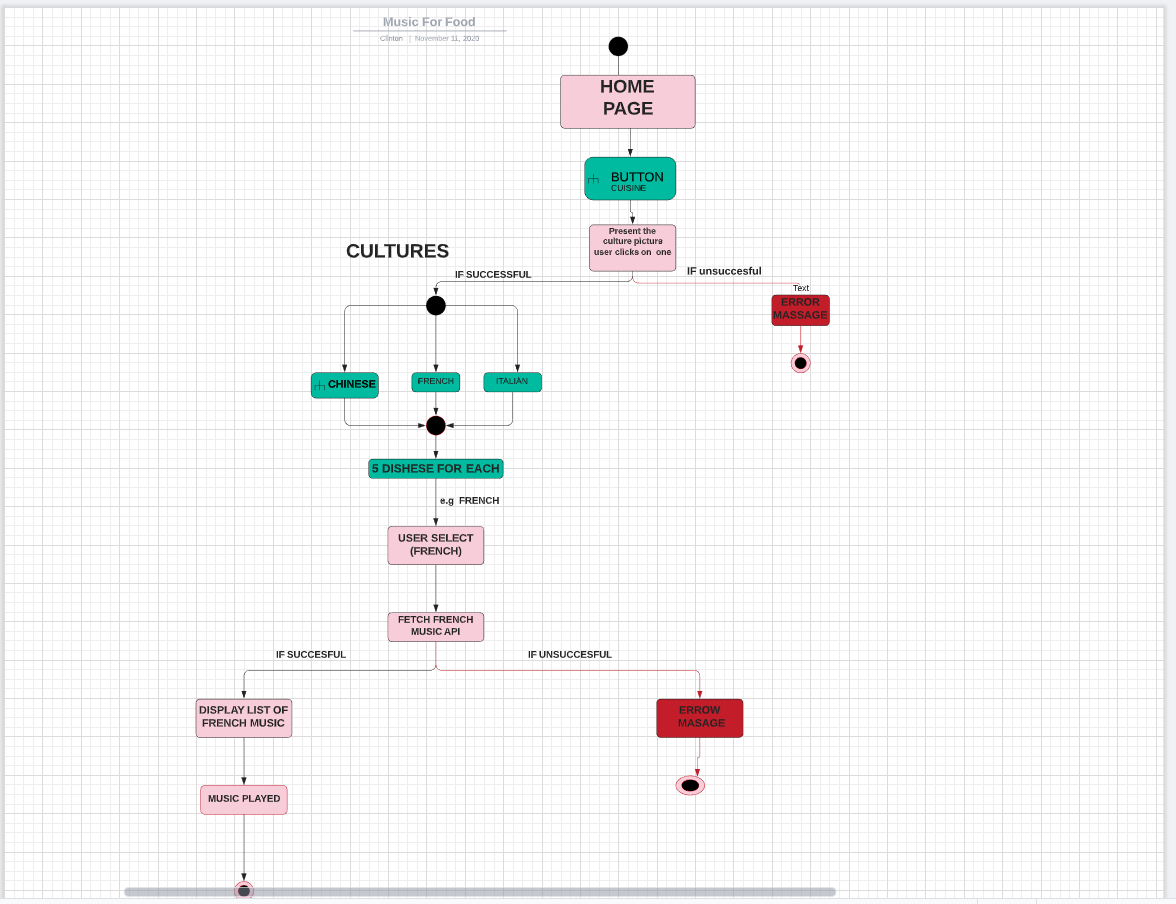 Music For Food
Clinton | November 11, 2020
HOME
PAGE
BUTTON
CUISINE
Present the
culture picture
user clicks on one
CULTURES
IF SUCCESSFUL
IF unsuccesful
Text
ERROR
MASSAGE
CHINESE
FRENCH
ITALIAN
5 DISHESE FOR EACH
e.g FRENCH
USER SELECT
(FRENCH)
FETCH FRENCH
MUSIC API
IF SUCCESFUL
IF UNSUCCESFUL
DISPLAY LIST OF
FRENCH MUSIC
ERROW
MASAGE
MUSIC PLAYED